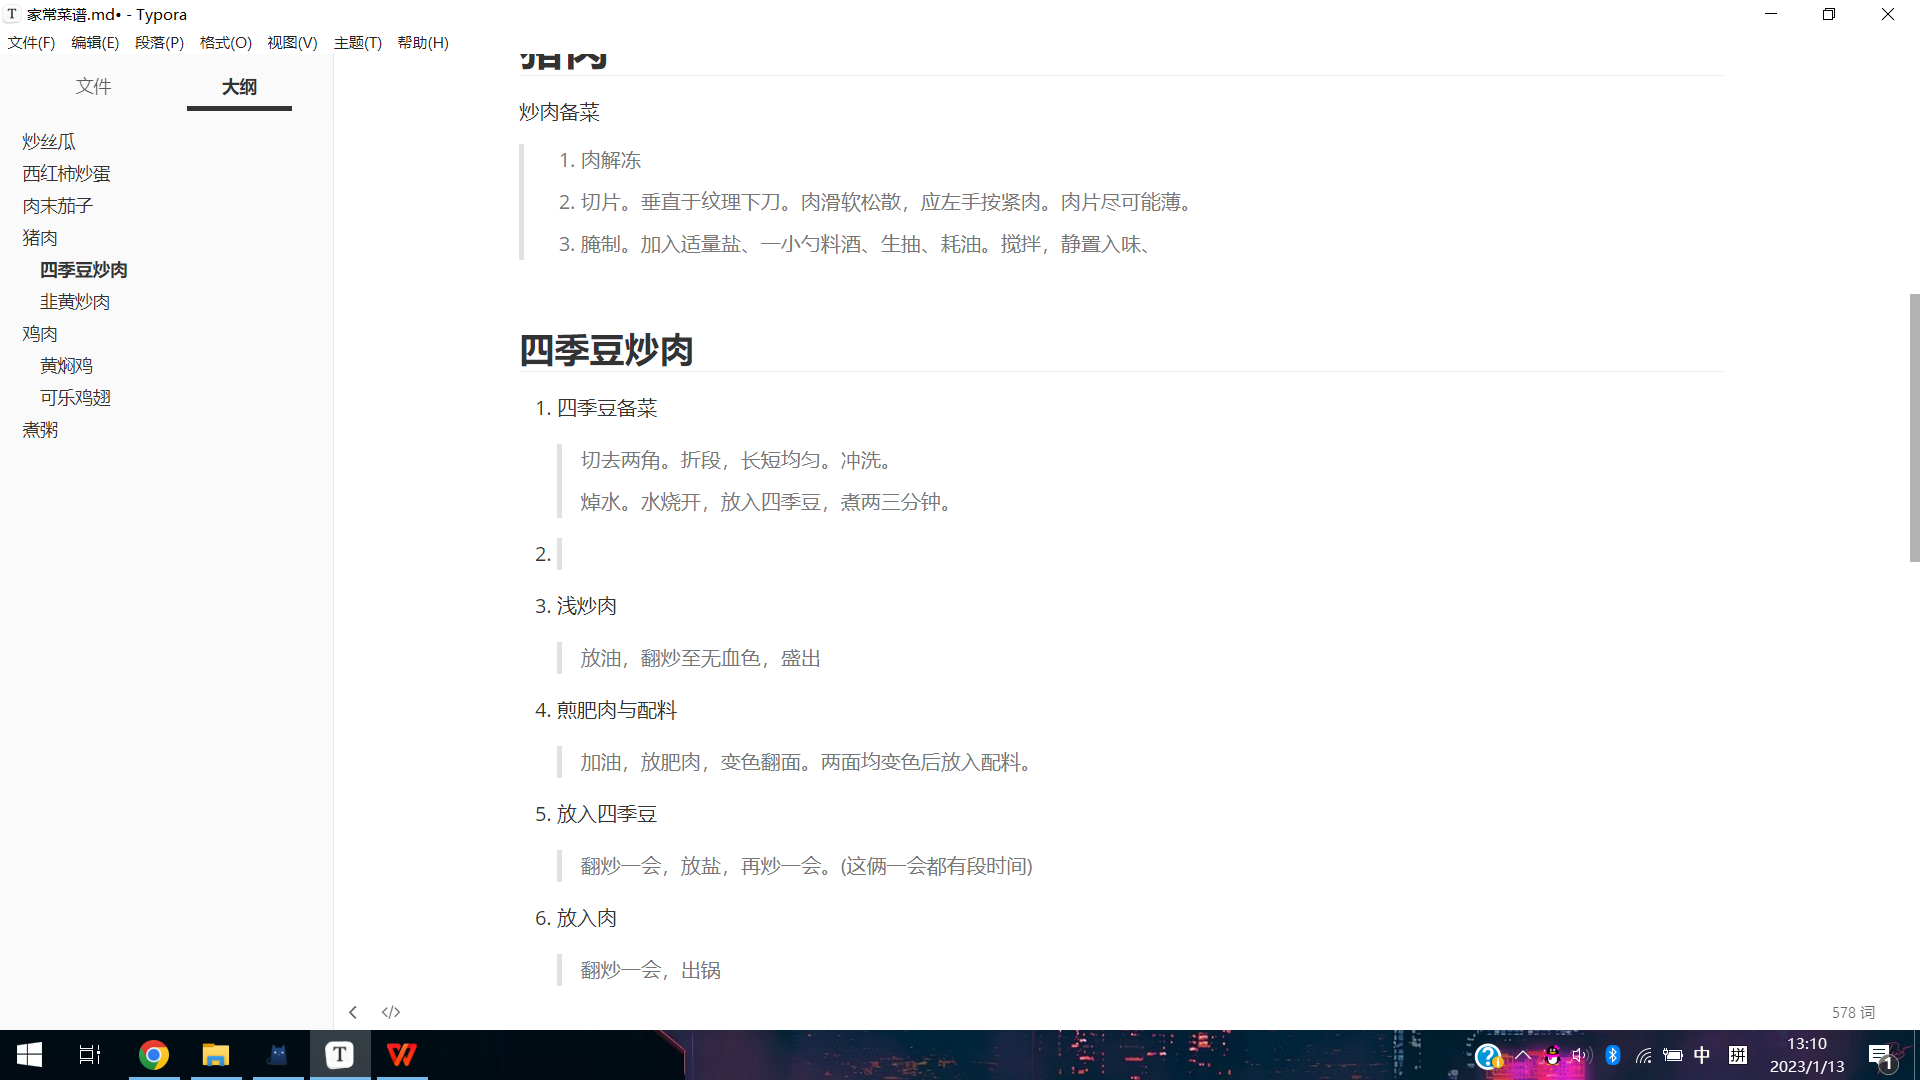 家常菜谱.md• - Typora
文件(F) 编辑(E) 段落(P) 格式(O) 视图(V) 主题(T) 帮助(H)
文件 大纲
炒丝瓜
西红柿炒蛋
肉末茄子
猪肉
四季豆炒肉
韭黄炒肉
鸡肉
黄焖鸡
可乐鸡翅
煮粥
猪肉
炒肉备菜
1. 肉解冻
2. 切片。垂直于纹理下刀。肉滑软松散，应左手按紧肉。肉片尽可能薄。
3. 腌制。加入适量盐、一小勺料酒、生抽、耗油。搅拌，静置入味、
四季豆炒肉
1. 四季豆备菜
切去两角。折段，长短均匀。冲洗。
焯水。水烧开，放入四季豆，煮两三分钟。
2.
3. 浅炒肉
放油，翻炒至无血色，盛出
4. 煎肥肉与配料
加油，放肥肉，变色翻面。两面均变色后放入配料。
5. 放入四季豆
翻炒一会，放盐，再炒一会。(这俩一会都有段时间)
6. 放入肉
翻炒一会，出锅
</> 578 词
T W 中 拼 13:10
2023/1/13 1